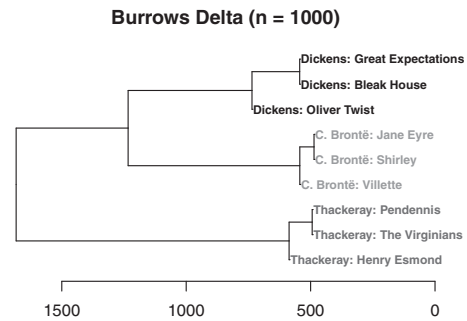 Burrows Delta (n = 1000)
Dickens: Great Expectations
Dickens: Bleak House
Dickens: Oliver Twist
C. Brontë: Jane Eyre
C. Brontë: Shirley
C. Brontë: Villette
Thackeray: Pendennis
Thackeray: The Virginians
Thackeray: Henry Esmond
1500 1000 500 0